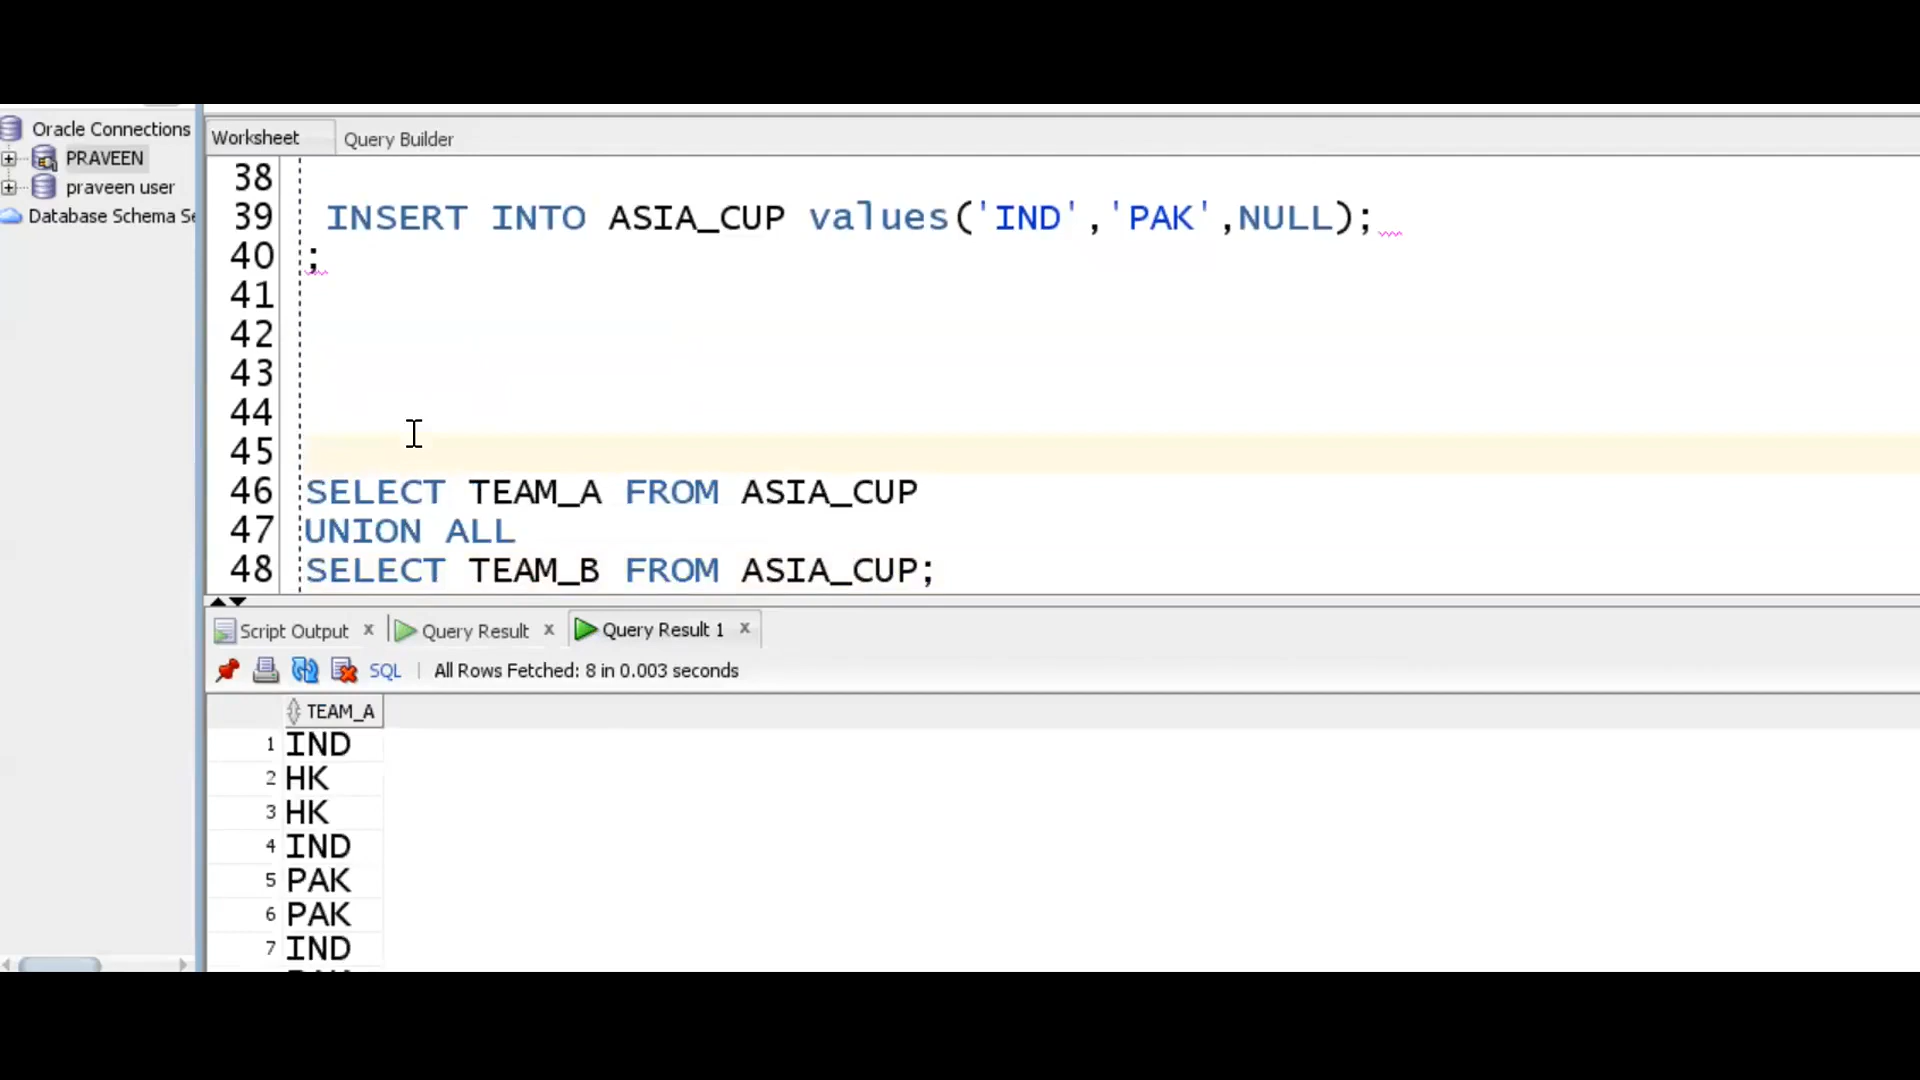 Oracle Connections
PRAVEEN
praveen user
Database Schema Se
Worksheet
Query Builder
38
39 INSERT INTO ASIA_CUP values('IND','PAK',NULL);
40 ;
41
42
43
44
45
46 SELECT TEAM_A FROM ASIA_CUP
47 UNION ALL
48 SELECT TEAM_B FROM ASIA_CUP;
Script Output x
Query Result x
Query Result 1 x
SQL | All Rows Fetched: 8 in 0.003 seconds
TEAM_A
1 IND
2 HK
3 HK
4 IND
5 PAK
6 PAK
7 IND